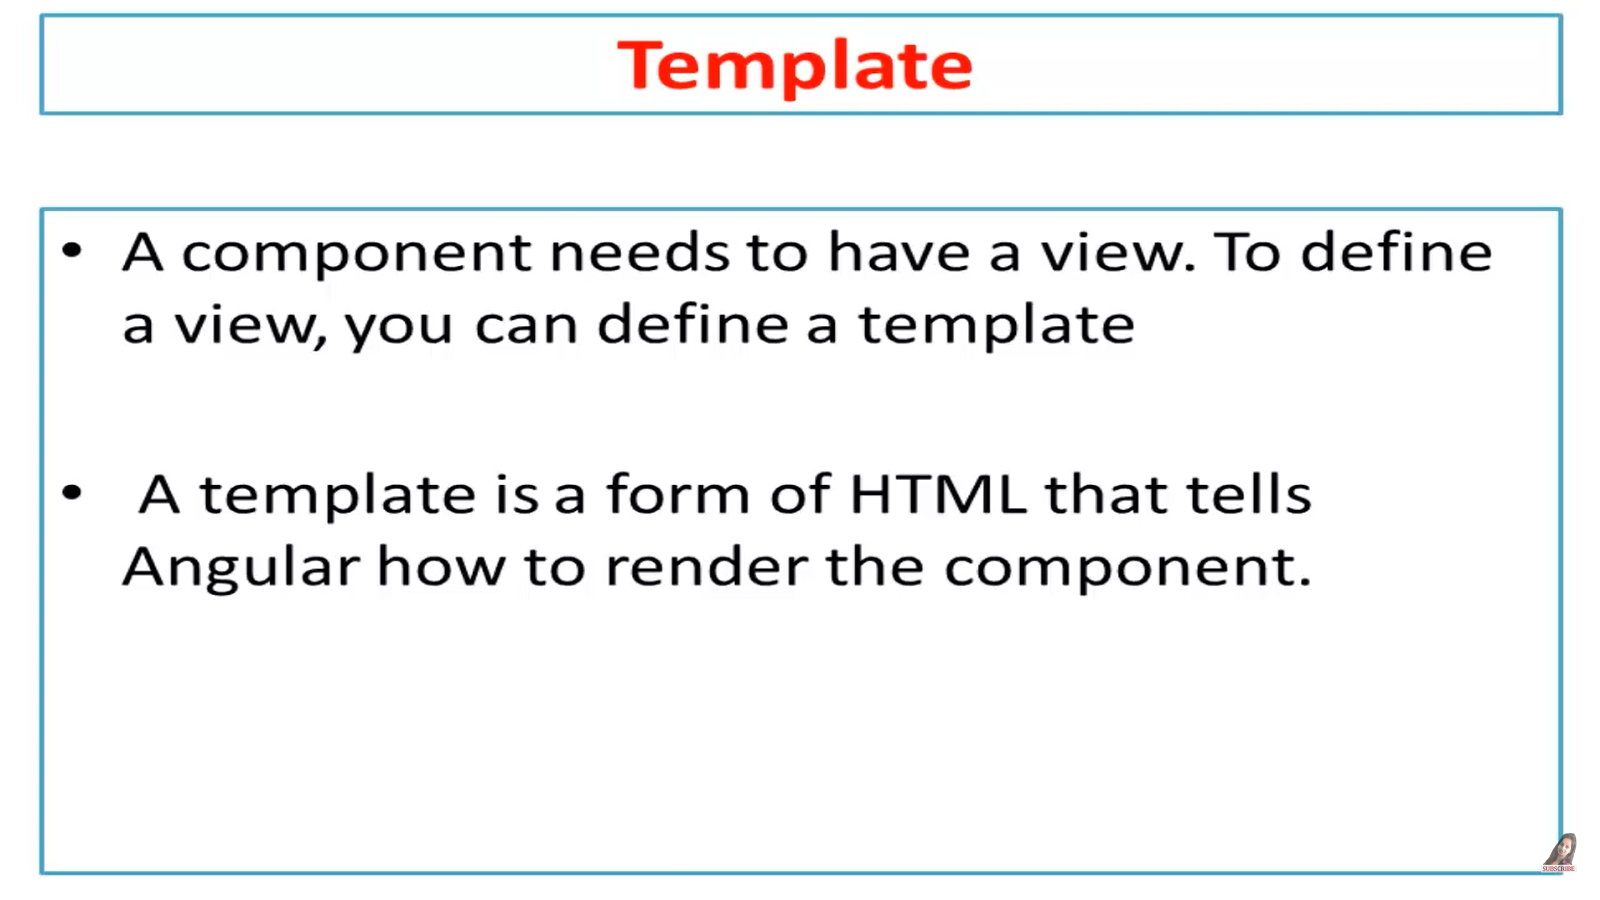 Template
• A component needs to have a view. To define
a view, you can define a template
• A template is a form of HTML that tells
Angular how to render the component.
SUBSCRIBE